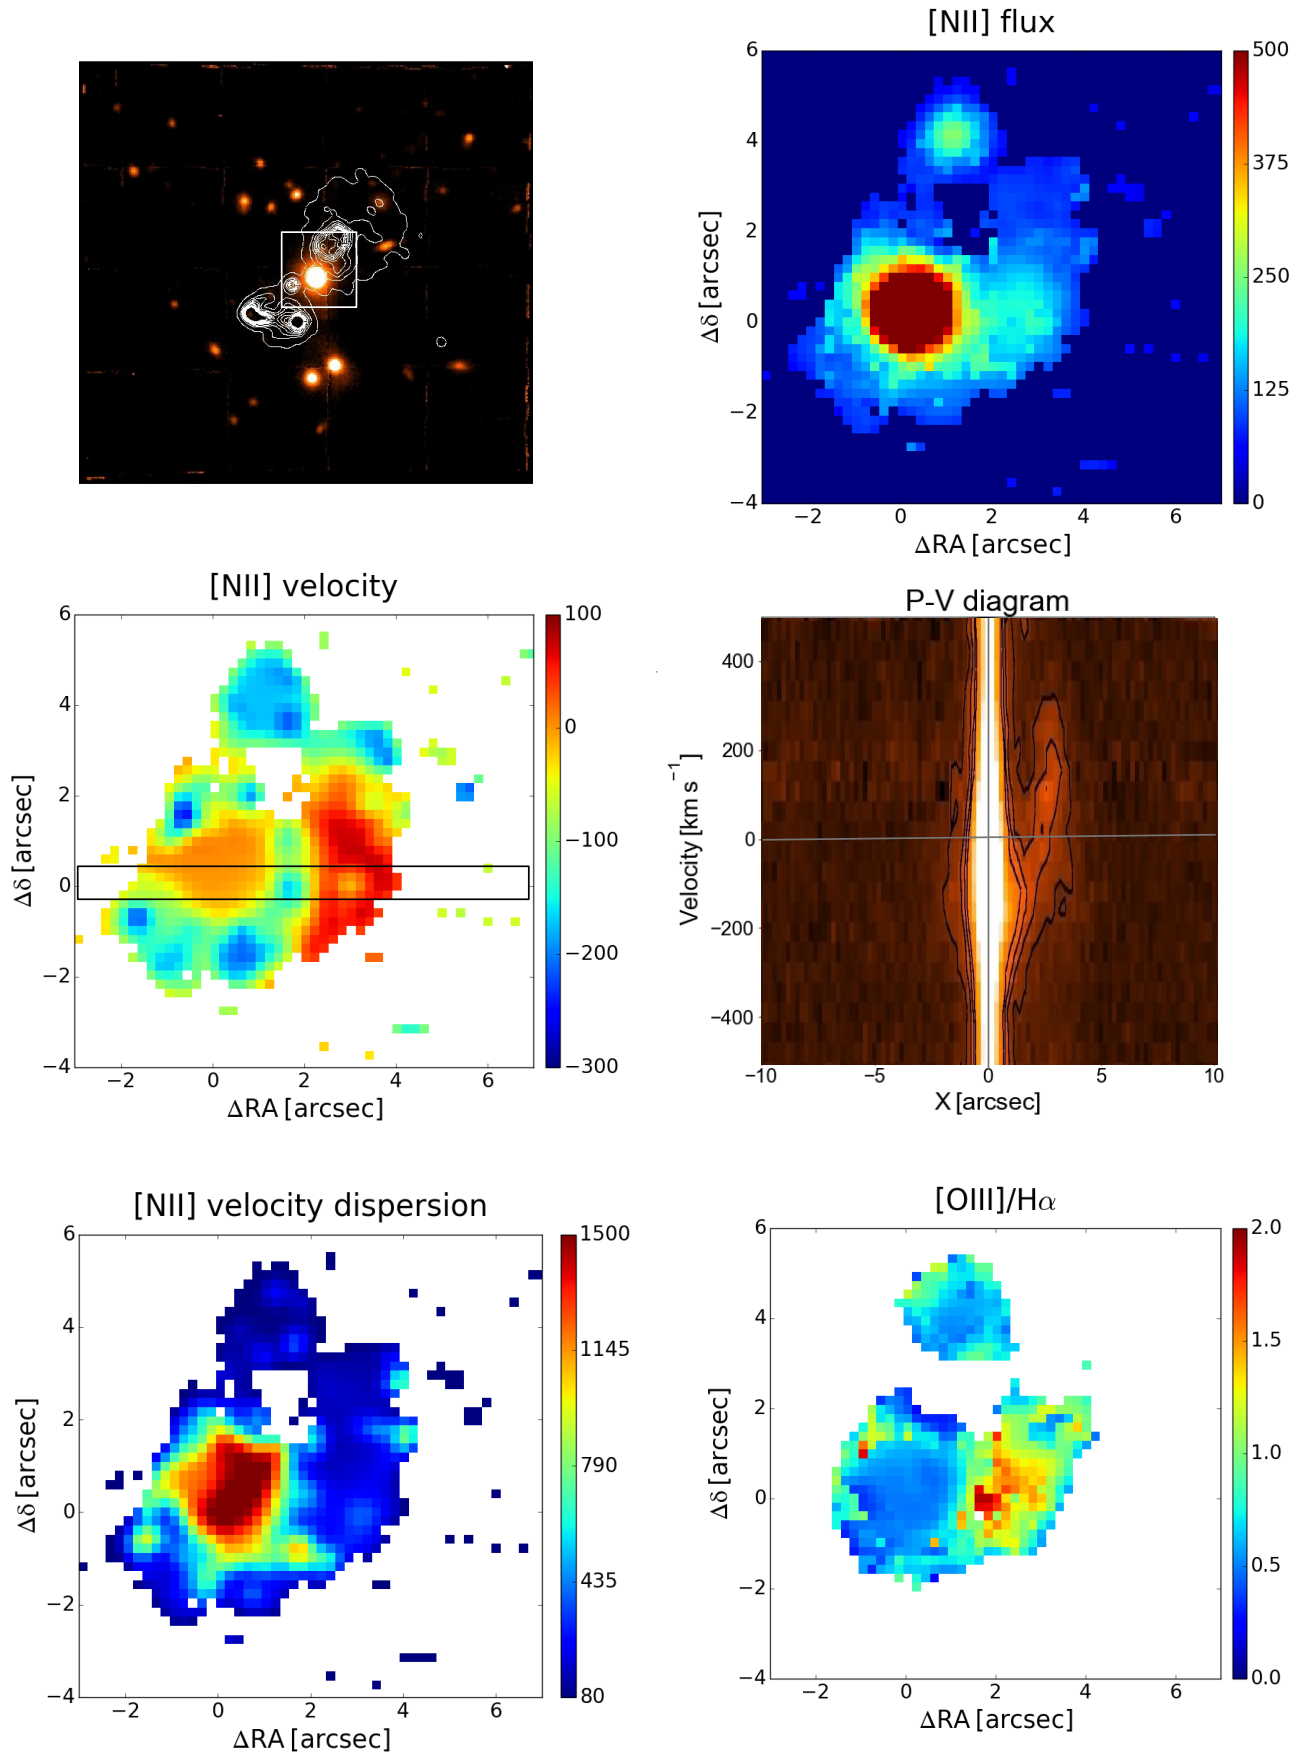 [NII] flux
6
4
2
0
−2
−4
−2 0 2 4 6
Δδ [arcsec]
ΔRA [arcsec]
500
375
250
125
0
[NII] velocity
6
4
2
0
−2
−4
−2 0 2 4 6
Δδ [arcsec]
ΔRA [arcsec]
100
0
−100
−200
−300
P-V diagram
400
200
0
−200
−400
−10 −5 0 5 10
Velocity [km s−1]
X [arcsec]
[NII] velocity dispersion
6
4
2
0
−2
−4
−2 0 2 4 6
Δδ [arcsec]
ΔRA [arcsec]
1500
1145
790
435
80
[OIII]/Hα
6
4
2
0
−2
−4
−2 0 2 4 6
Δδ [arcsec]
ΔRA [arcsec]
2.0
1.5
1.0
0.5
0.0